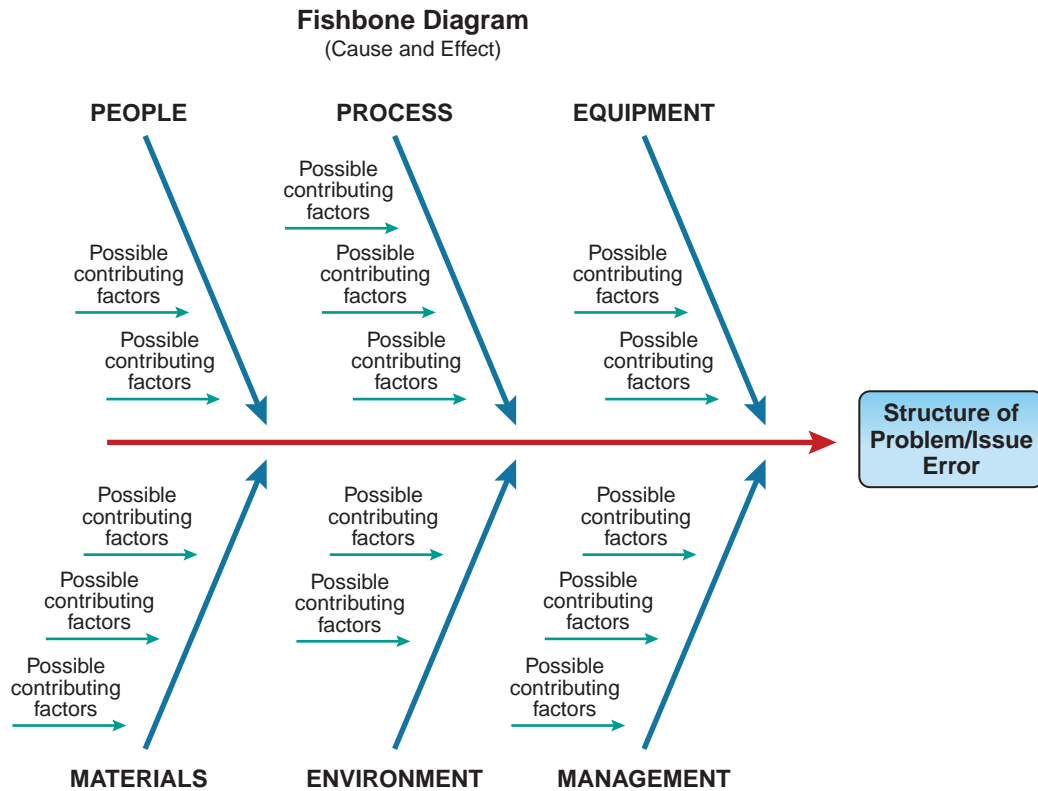 Fishbone Diagram
(Cause and Effect)
PEOPLE
PROCESS
EQUIPMENT
Possible
contributing
factors
Possible
contributing
factors
Possible
contributing
factors
Possible
contributing
factors
Possible
contributing
factors
Possible
contributing
factors
Possible
contributing
factors
Structure of
Problem/Issue
Error
Possible
contributing
factors
Possible
contributing
factors
Possible
contributing
factors
Possible
contributing
factors
Possible
contributing
factors
Possible
contributing
factors
Possible
contributing
factors
Possible
contributing
factors
MATERIALS
ENVIRONMENT
MANAGEMENT